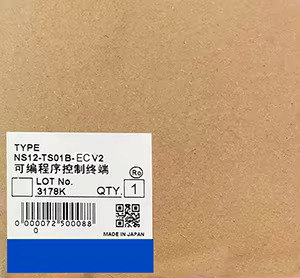 TYPE
NS12-TS01B-ECV2
可编程序控制终端
Ro
LOT No.
3178K
QTY. 1
0 000072 500088
0
MADE IN JAPAN